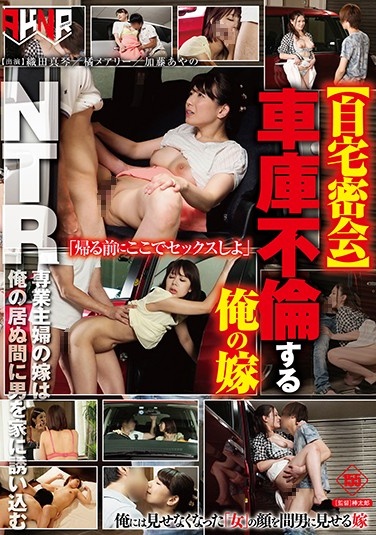 【出演】織田真琴/橘メアリー/加藤あやの
【自宅密会】
車庫不倫する
俺の嫁
NTR
「帰る前にここでセックスしよ」
専業主婦の嫁は
俺の居ぬ間に男を家に誘い込む
俺には見せなくなった「女」の顔を間男に見せる嫁